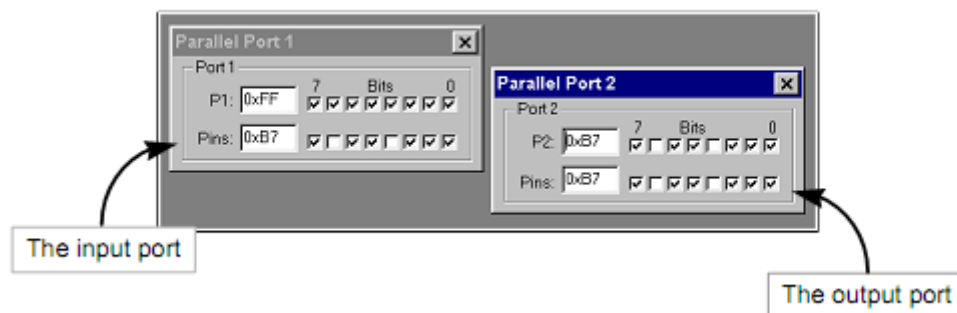 Parallel Port 1
Port 1
7 Bits 0
P1: 0xFF
Pins: 0xB7
Parallel Port 2
Port 2
7 Bits 0
P2: 0xB7
Pins: 0xB7
The input port
The output port